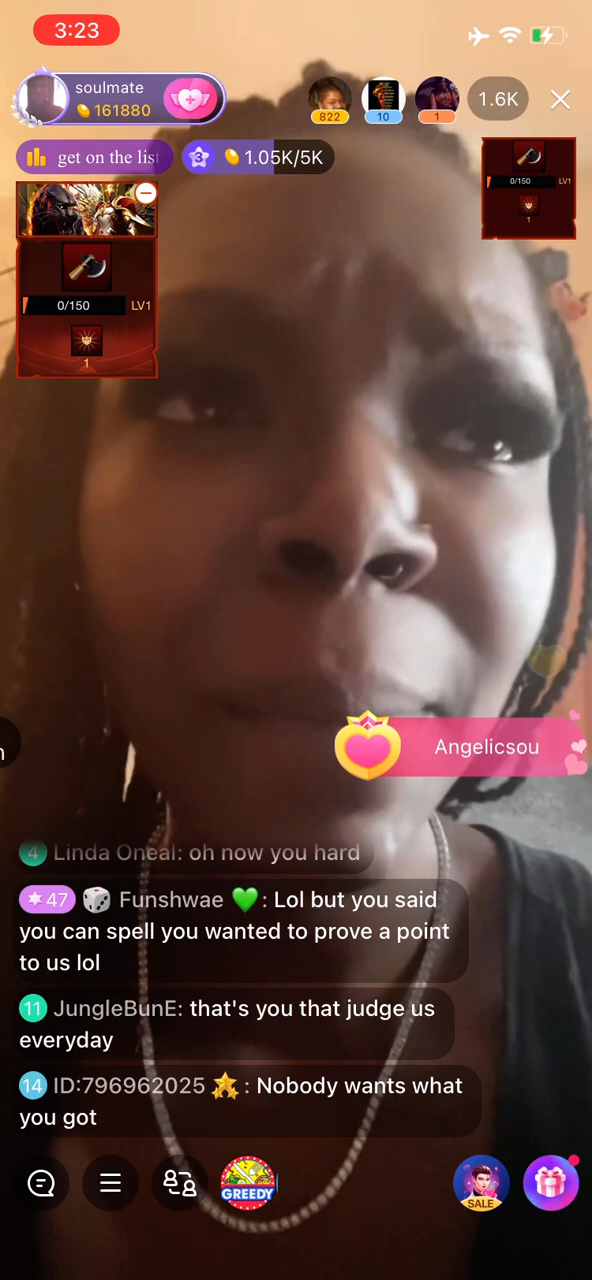 3:23
soulmate
161880
822
10
1
1.6K
get on the list
3
1.05K/5K
0/150
LV1
1
0/150
LV1
1
Angelicsou
4 Linda Oneal: oh now you hard
47 Funshwae 💚: Lol but you said
you can spell you wanted to prove a point
to us lol
11 JungleBunE: that's you that judge us
everyday
14 ID:796962025 : Nobody wants what
you got
GREEDY
SALE